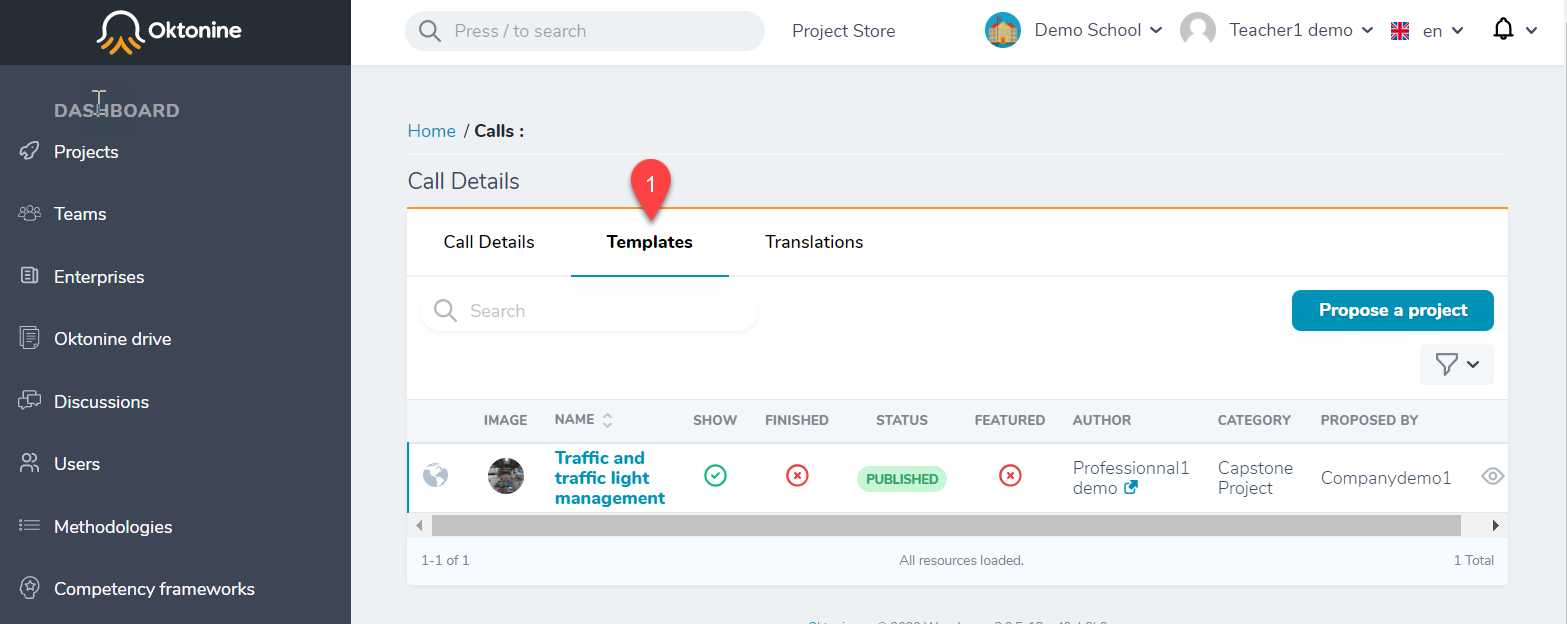 Oktonine
Press / to search
Project Store
Demo School
Teacher1 demo
en
DASHBOARD
Projects
Teams
Enterprises
Oktonine drive
Discussions
Users
Methodologies
Competency frameworks
Home / Calls :
Call Details
1
Call Details
Templates
Translations
Search
Propose a project
IMAGE NAME SHOW FINISHED STATUS FEATURED AUTHOR CATEGORY PROPOSED BY
Traffic and
traffic light
management
PUBLISHED
Professionnal1
demo
Capstone
Project
Companydemo1
1-1 of 1
All resources loaded.
1 Total